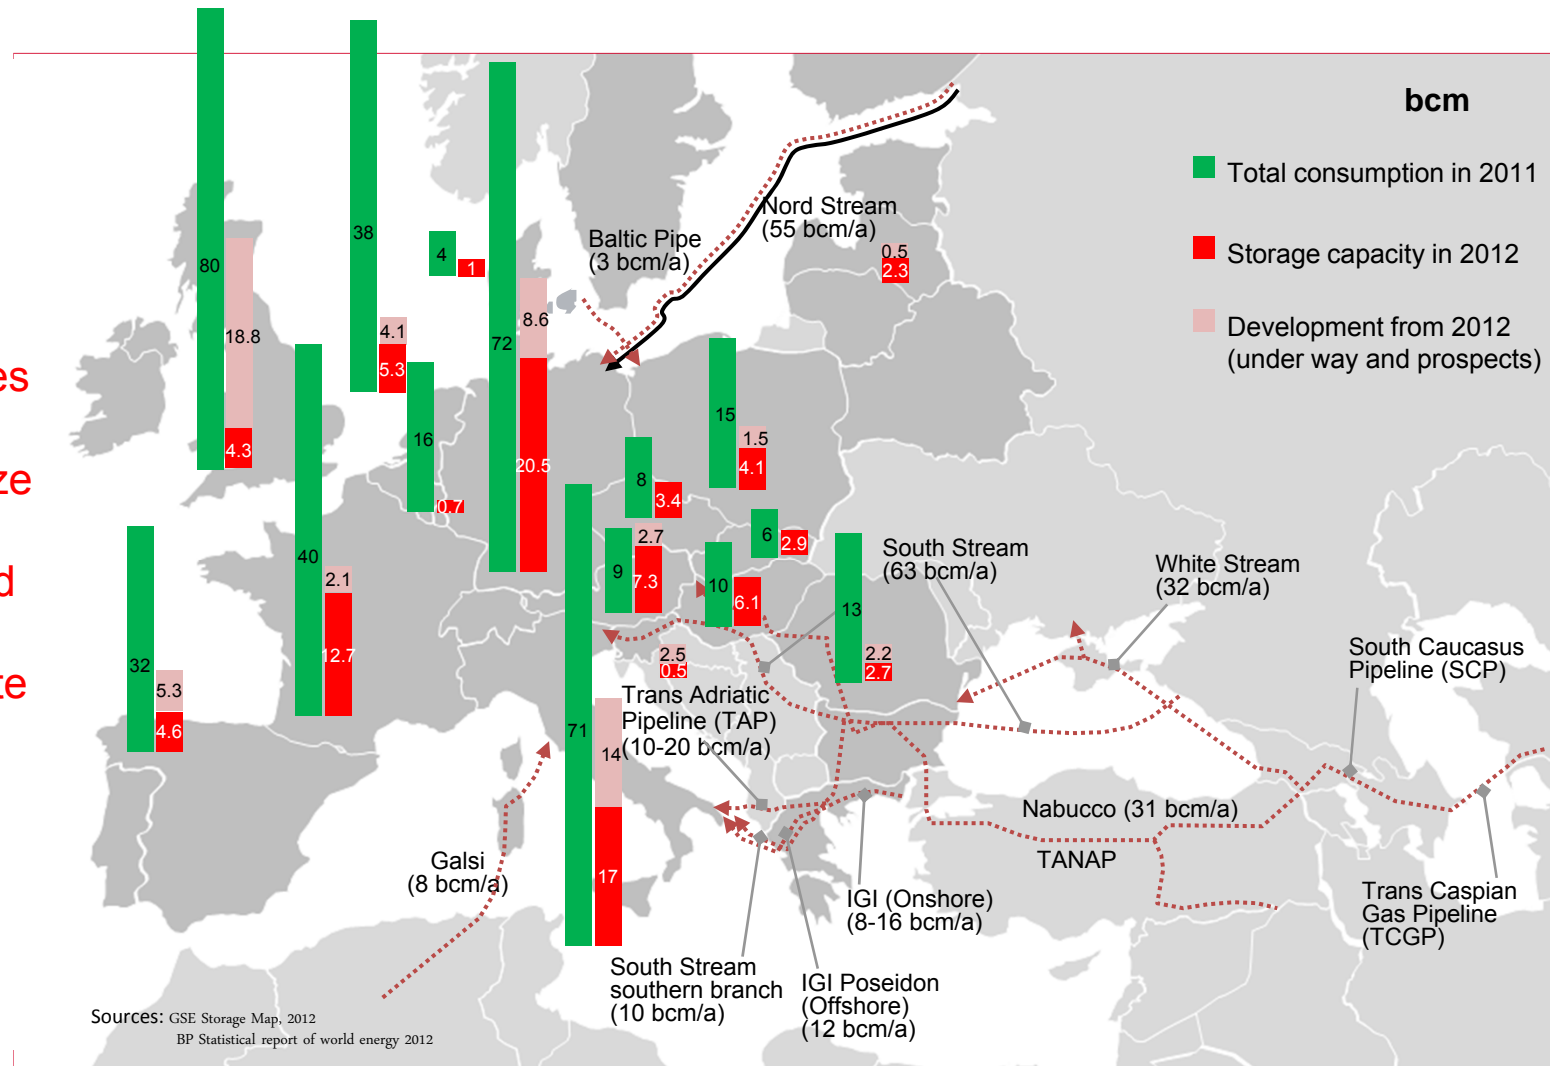 bcm
Total consumption in 2011
Storage capacity in 2012
Development from 2012
(under way and prospects)
es
ze
d
te
80
18.8
4.3
38
4.1
5.3
4
1
72
8.6
20.5
Baltic Pipe
(3 bcm/a)
Nord Stream
(55 bcm/a)
0.5
2.3
16
0.7
40
2.1
12.7
32
5.3
4.6
15
1.5
4.1
8
3.4
9
2.7
7.3
6
2.9
10
6.1
13
2.2
2.7
2.5
0.5
71
14
17
South Stream
(63 bcm/a)
White Stream
(32 bcm/a)
South Caucasus
Pipeline (SCP)
Trans Adriatic
Pipeline (TAP)
(10-20 bcm/a)
Nabucco (31 bcm/a)
TANAP
Galsi
(8 bcm/a)
IGI (Onshore)
(8-16 bcm/a)
Trans Caspian
Gas Pipeline
(TCGP)
South Stream
southern branch
(10 bcm/a)
IGI Poseidon
(Offshore)
(12 bcm/a)
Sources: GSE Storage Map, 2012
BP Statistical report of world energy 2012